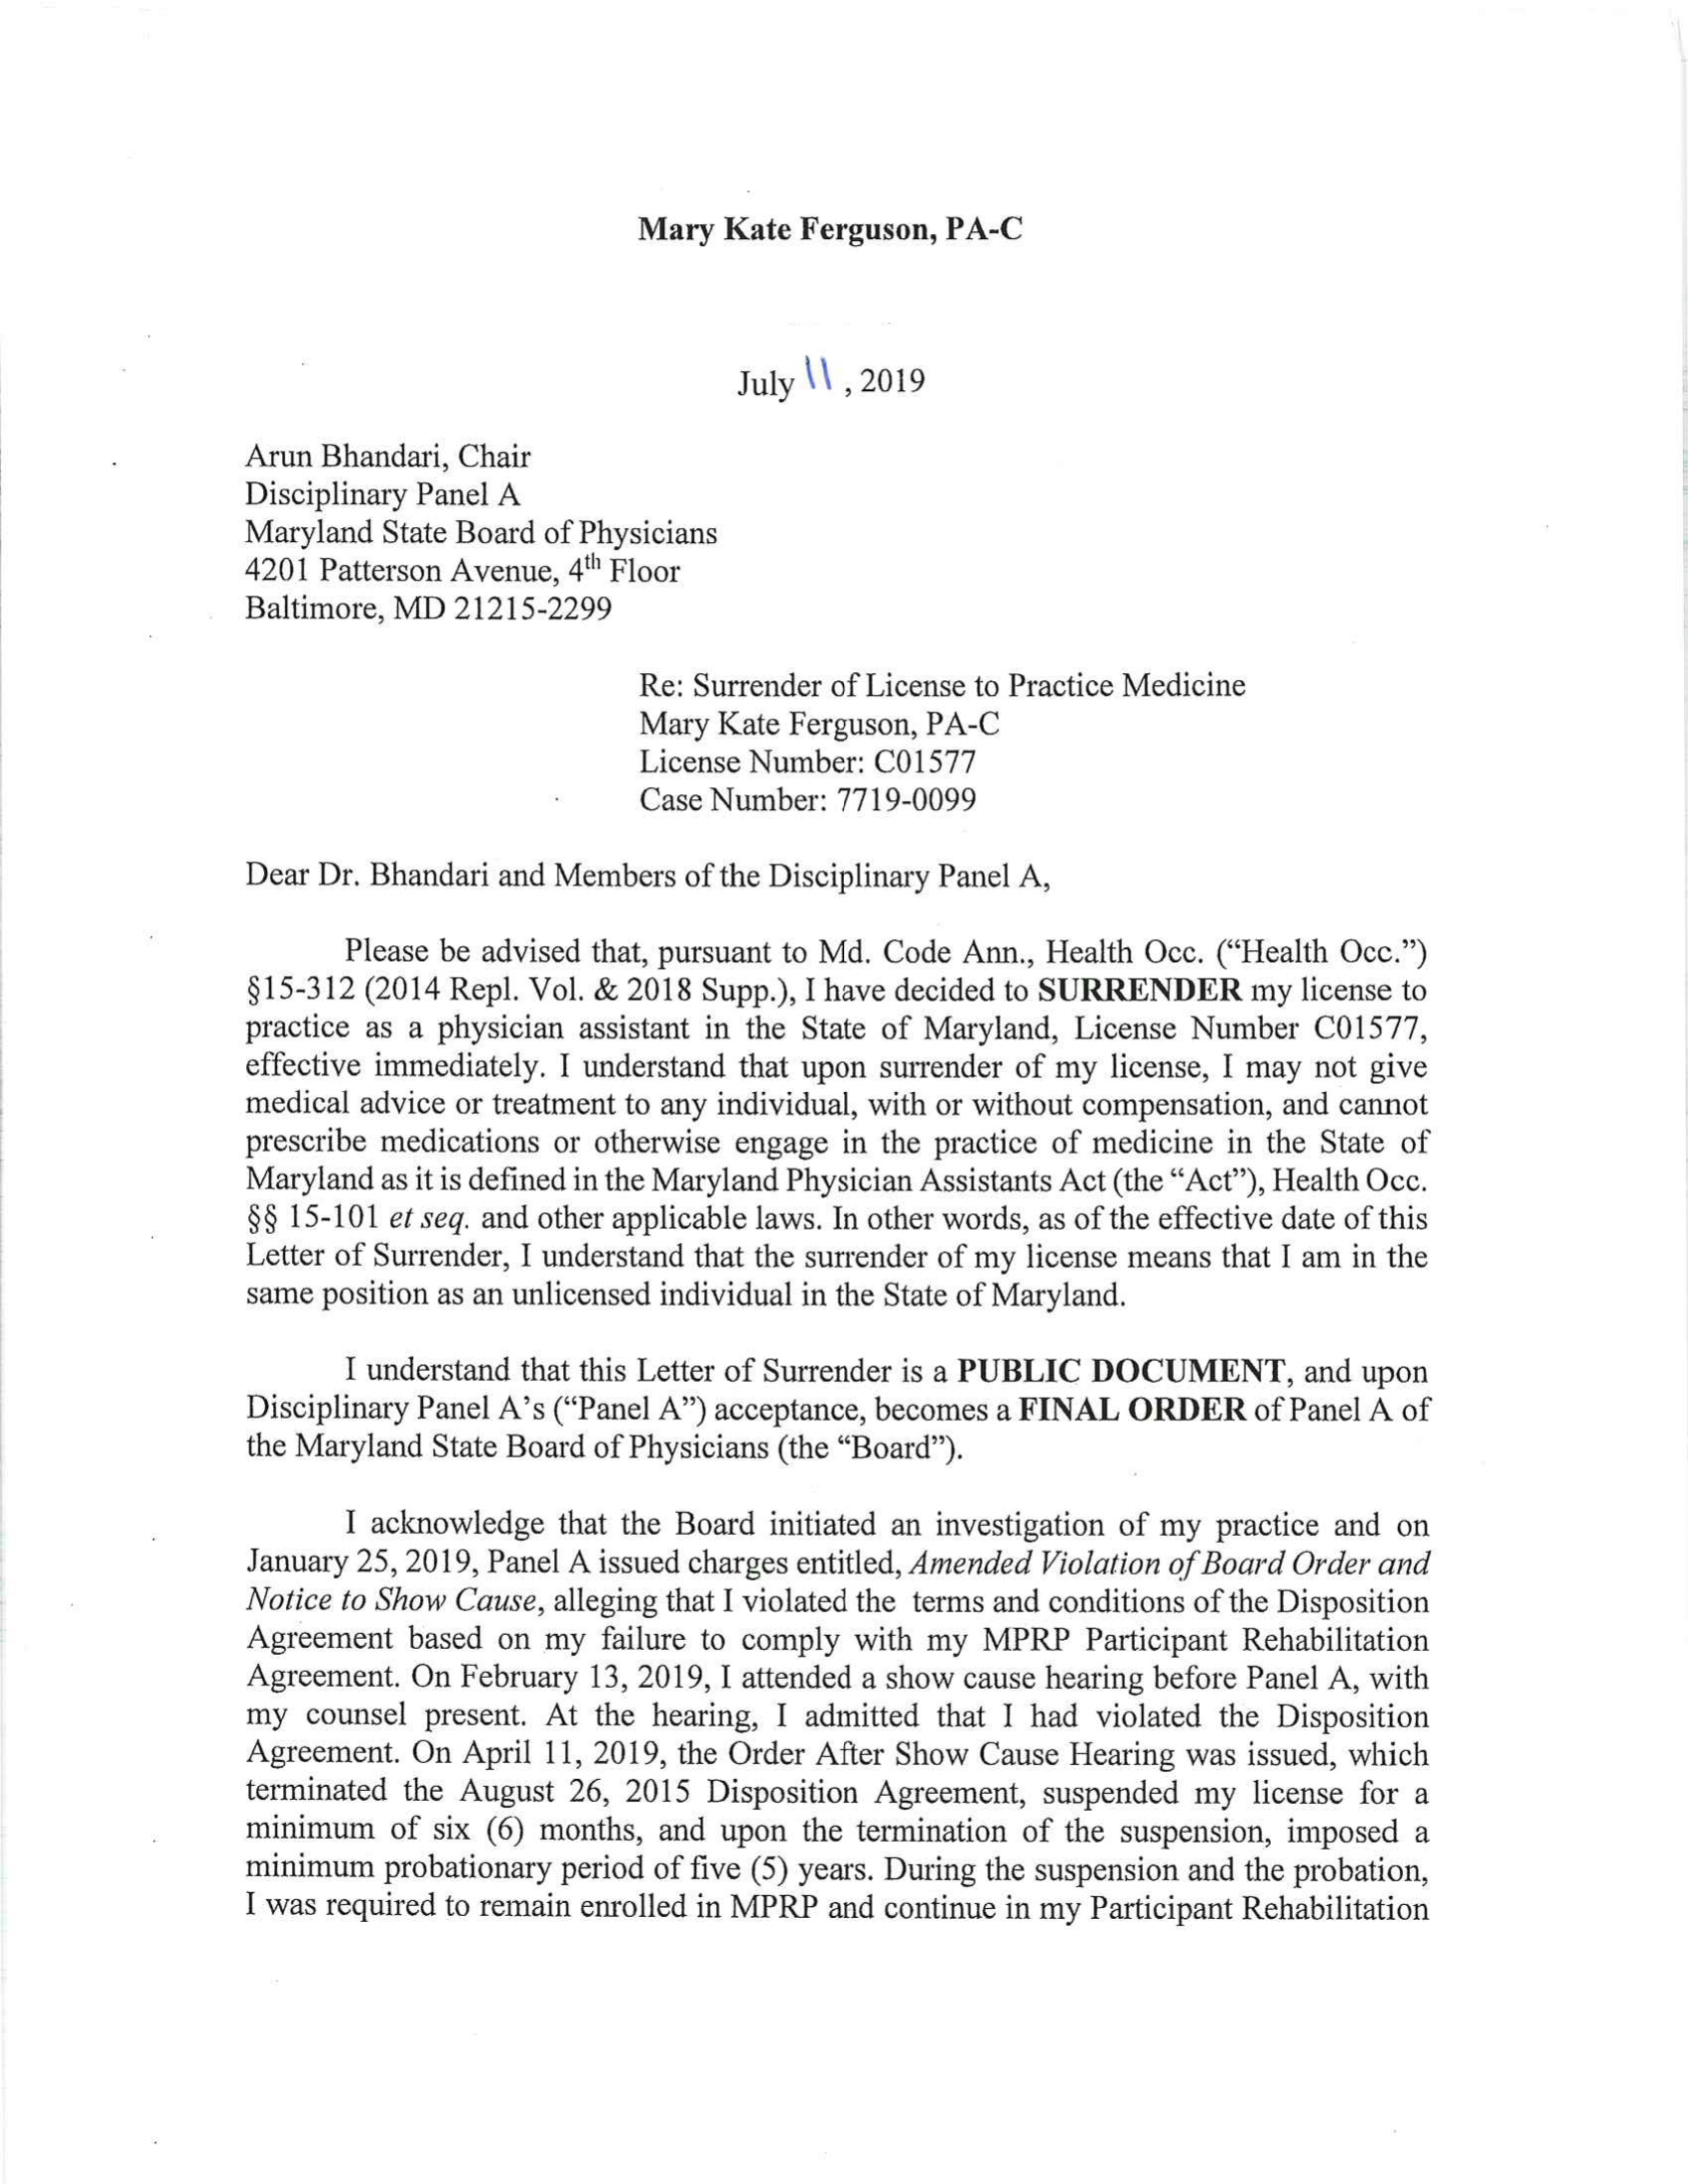 Mary Kate Ferguson, PA-C
July 11, 2019
Arun Bhandari, Chair
Disciplinary Panel A
Maryland State Board of Physicians
4201 Patterson Avenue, 4th Floor
Baltimore, MD 21215-2299
Re: Surrender of License to Practice Medicine
Mary Kate Ferguson, PA-C
License Number: C01577
Case Number: 7719-0099
Dear Dr. Bhandari and Members of the Disciplinary Panel A,
Please be advised that, pursuant to Md. Code Ann., Health Occ. (“Health Occ.”)
§15-312 (2014 Repl. Vol. & 2018 Supp.), I have decided to SURRENDER my license to
practice as a physician assistant in the State of Maryland, License Number C01577,
effective immediately. I understand that upon surrender of my license, I may not give
medical advice or treatment to any individual, with or without compensation, and cannot
prescribe medications or otherwise engage in the practice of medicine in the State of
Maryland as it is defined in the Maryland Physician Assistants Act (the “Act”), Health Occ.
§§ 15-101 et seq. and other applicable laws. In other words, as of the effective date of this
Letter of Surrender, I understand that the surrender of my license means that I am in the
same position as an unlicensed individual in the State of Maryland.
I understand that this Letter of Surrender is a PUBLIC DOCUMENT, and upon
Disciplinary Panel A’s (“Panel A”) acceptance, becomes a FINAL ORDER of Panel A of
the Maryland State Board of Physicians (the “Board”).
I acknowledge that the Board initiated an investigation of my practice and on
January 25, 2019, Panel A issued charges entitled, Amended Violation of Board Order and
Notice to Show Cause, alleging that I violated the terms and conditions of the Disposition
Agreement based on my failure to comply with my MPRP Participant Rehabilitation
Agreement. On February 13, 2019, I attended a show cause hearing before Panel A, with
my counsel present. At the hearing, I admitted that I had violated the Disposition
Agreement. On April 11, 2019, the Order After Show Cause Hearing was issued, which
terminated the August 26, 2015 Disposition Agreement, suspended my license for a
minimum of six (6) months, and upon the termination of the suspension, imposed a
minimum probationary period of five (5) years. During the suspension and the probation,
I was required to remain enrolled in MPRP and continue in my Participant Rehabilitation